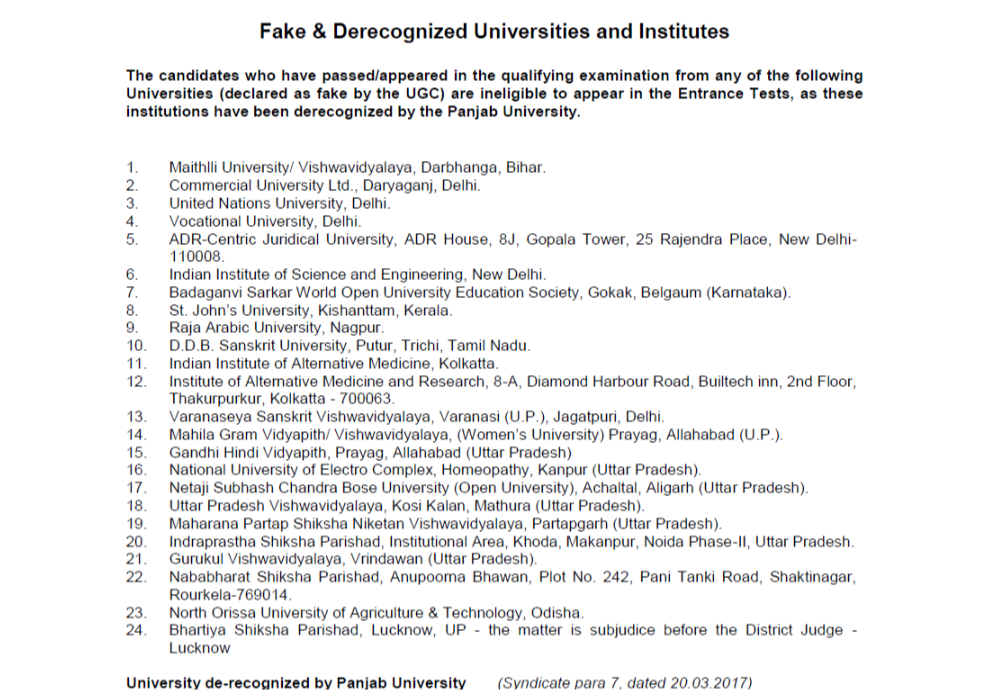 Fake & Derecognized Universities and Institutes
The candidates who have passed/appeared in the qualifying examination from any of the following
Universities (declared as fake by the UGC) are ineligible to appear in the Entrance Tests, as these
institutions have been derecognized by the Panjab University.
1. Maithlli University/ Vishwavidyalaya, Darbhanga, Bihar.
2. Commercial University Ltd., Daryaganj, Delhi.
3. United Nations University, Delhi.
4. Vocational University, Delhi.
5. ADR-Centric Juridical University, ADR House, 8J, Gopala Tower, 25 Rajendra Place, New Delhi-
110008.
6. Indian Institute of Science and Engineering, New Delhi.
7. Badaganvi Sarkar World Open University Education Society, Gokak, Belgaum (Karnataka).
8. St. John's University, Kishanttam, Kerala.
9. Raja Arabic University, Nagpur.
10. D.D.B. Sanskrit University, Putur, Trichi, Tamil Nadu.
11. Indian Institute of Alternative Medicine, Kolkatta.
12. Institute of Alternative Medicine and Research, 8-A, Diamond Harbour Road, Builtech inn, 2nd Floor,
Thakurpurkur, Kolkatta - 700063.
13. Varanaseya Sanskrit Vishwavidyalaya, Varanasi (U.P.), Jagatpuri, Delhi.
14. Mahila Gram Vidyapith/ Vishwavidyalaya, (Women's University) Prayag, Allahabad (U.P.).
15. Gandhi Hindi Vidyapith, Prayag, Allahabad (Uttar Pradesh)
16. National University of Electro Complex, Homeopathy, Kanpur (Uttar Pradesh).
17. Netaji Subhash Chandra Bose University (Open University), Achaltal, Aligarh (Uttar Pradesh).
18. Uttar Pradesh Vishwavidyalaya, Kosi Kalan, Mathura (Uttar Pradesh).
19. Maharana Partap Shiksha Niketan Vishwavidyalaya, Partapgarh (Uttar Pradesh).
20. Indraprastha Shiksha Parishad, Institutional Area, Khoda, Makanpur, Noida Phase-II, Uttar Pradesh.
21. Gurukul Vishwavidyalaya, Vrindawan (Uttar Pradesh).
22. Nababharat Shiksha Parishad, Anupooma Bhawan, Plot No. 242, Pani Tanki Road, Shaktinagar,
Rourkela-769014.
23. North Orissa University of Agriculture & Technology, Odisha.
24. Bhartiya Shiksha Parishad, Lucknow, UP - the matter is subjudice before the District Judge -
Lucknow
University de-recognized by Panjab University (Syndicate para 7, dated 20.03.2017)